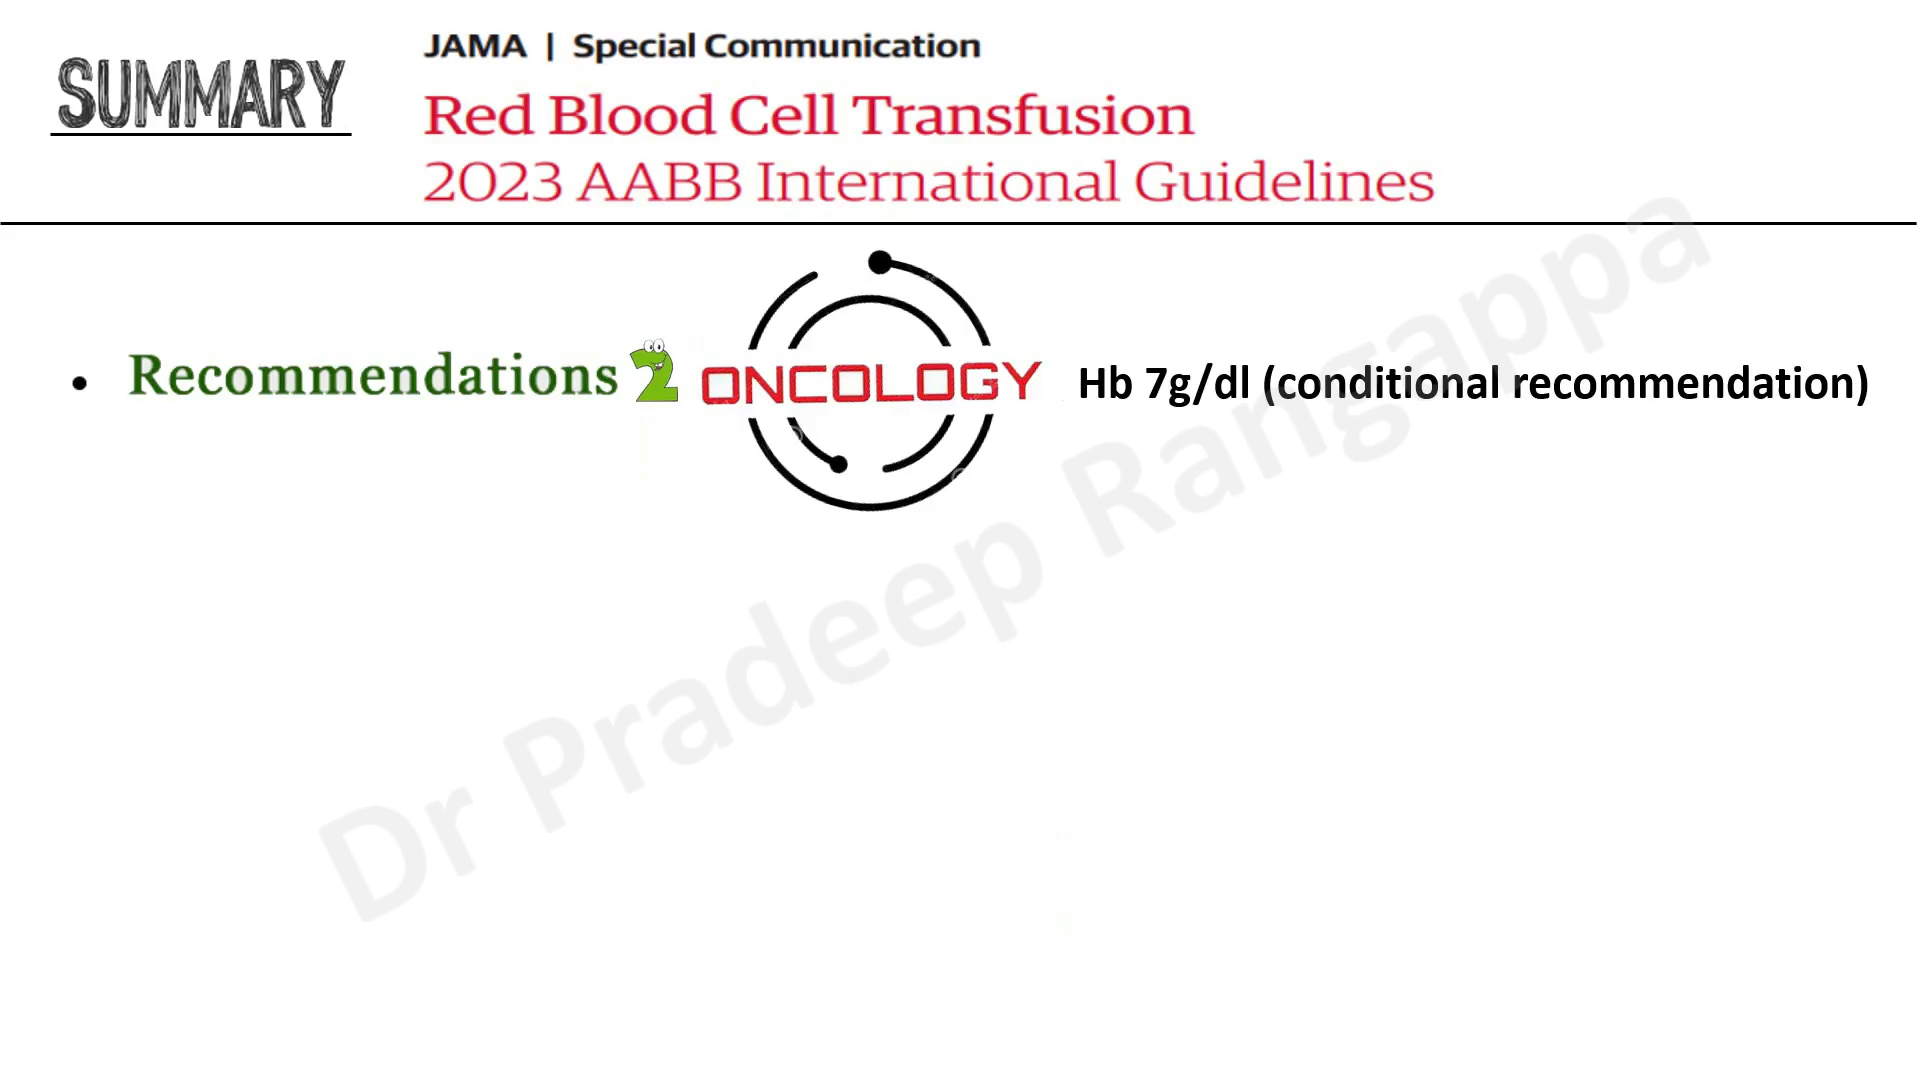 SUMMARY
JAMA | Special Communication
Red Blood Cell Transfusion
2023 AABB International Guidelines
• Recommendations 2 ONCOLOGY Hb 7g/dl (conditional recommendation)
Dr Pradeep Rangappa